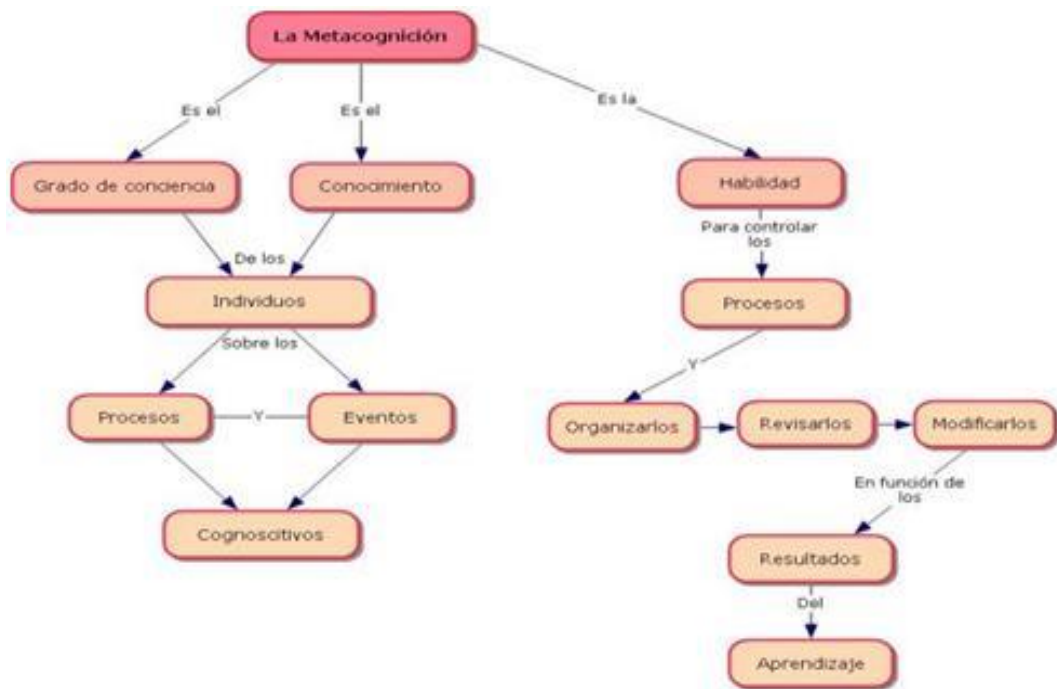 La Metacognición
Es el
Es el
Es la
Grado de conciencia
Conocimiento
Habilidad
De los
Para controlar
los
Individuos
Procesos
Sobre los
Y
Procesos
Y
Eventos
Organizarlos
Revisarlos
Modificarlos
En función de
los
Cognoscitivos
Resultados
Del
Aprendizaje